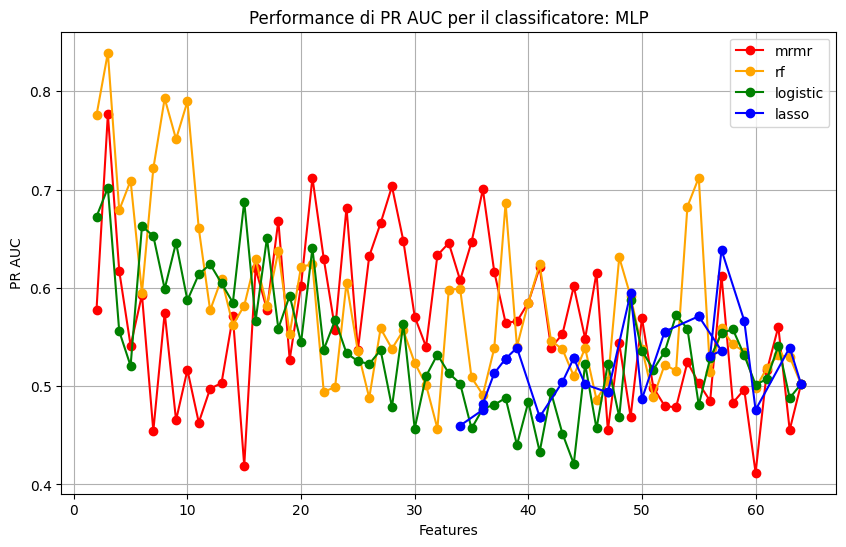 Performance di PR AUC per il classificatore: MLP
mrmr
rf
logistic
lasso
0.8
0.7
0.6
0.5
0.4
PR AUC
0
10
20
30
40
50
60
Features